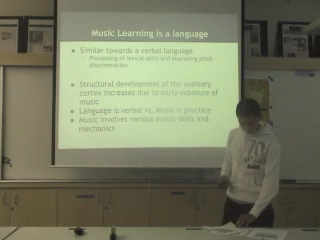 Music Learning is a language
Similar towards a verbal language
Processing of lexical skills and improving pitch
discrimination
Structural development of the auditory
cortex increases due to early exposure of
music
Language is verbal vs. Music is practice
Music involves various motor skills and
mechanics
70